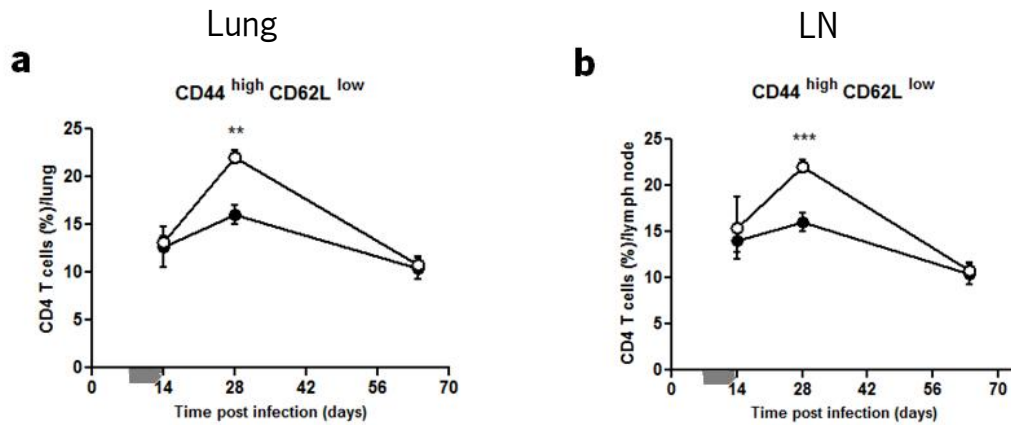 Lung
a
CD44 high CD62L low
**
CD4 T cells (%)/lung
25
20
15
10
5
0
0 14 28 42 56 70
Time post infection (days)
LN
b
CD44 high CD62L low
***
CD4 T cells (%)/lymph node
25
20
15
10
5
0
0 14 28 42 56 70
Time post infection (days)